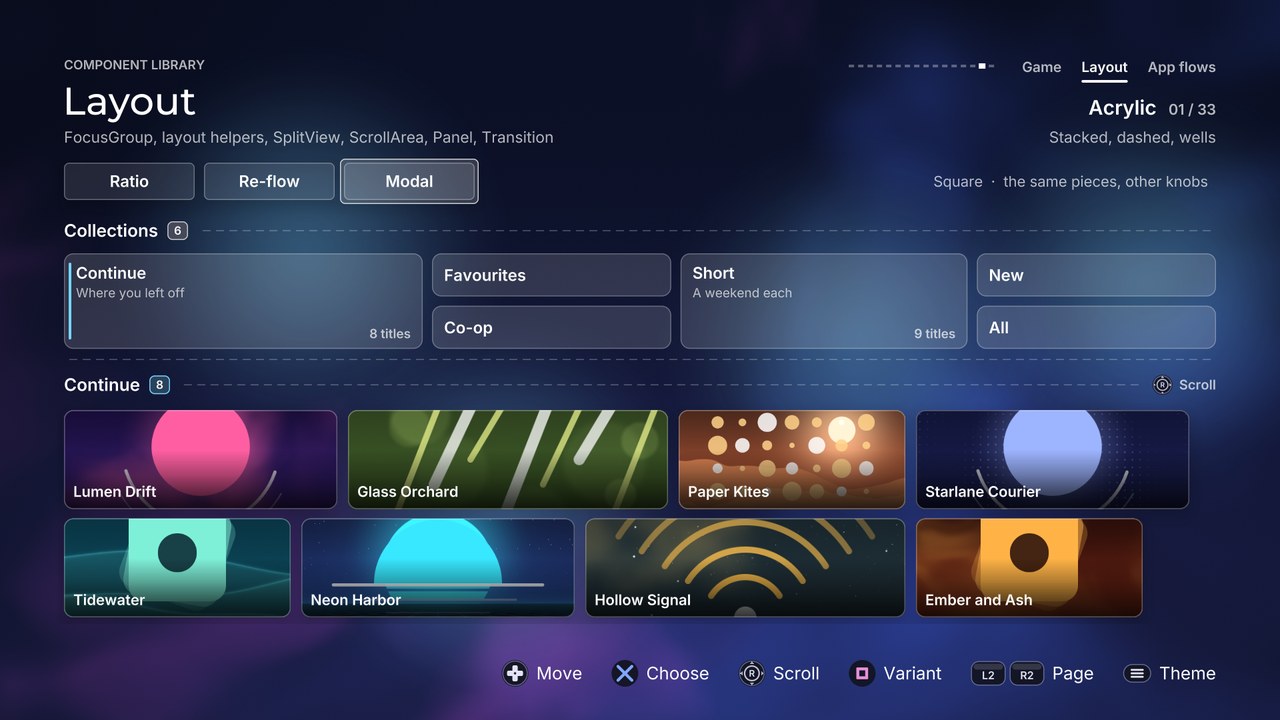 COMPONENT LIBRARY
Game Layout App flows
Layout
Acrylic 01 / 33
FocusGroup, layout helpers, SplitView, ScrollArea, Panel, Transition
Stacked, dashed, wells
Ratio Re-flow Modal
Square · the same pieces, other knobs
Collections 6
Continue
Where you left off
8 titles
Favourites
Co-op
Short
A weekend each
9 titles
New
All
Continue 8
R Scroll
Lumen Drift
Glass Orchard
Paper Kites
Starlane Courier
Tidewater
Neon Harbor
Hollow Signal
Ember and Ash
Move Choose R Scroll Variant L2 R2 Page Theme